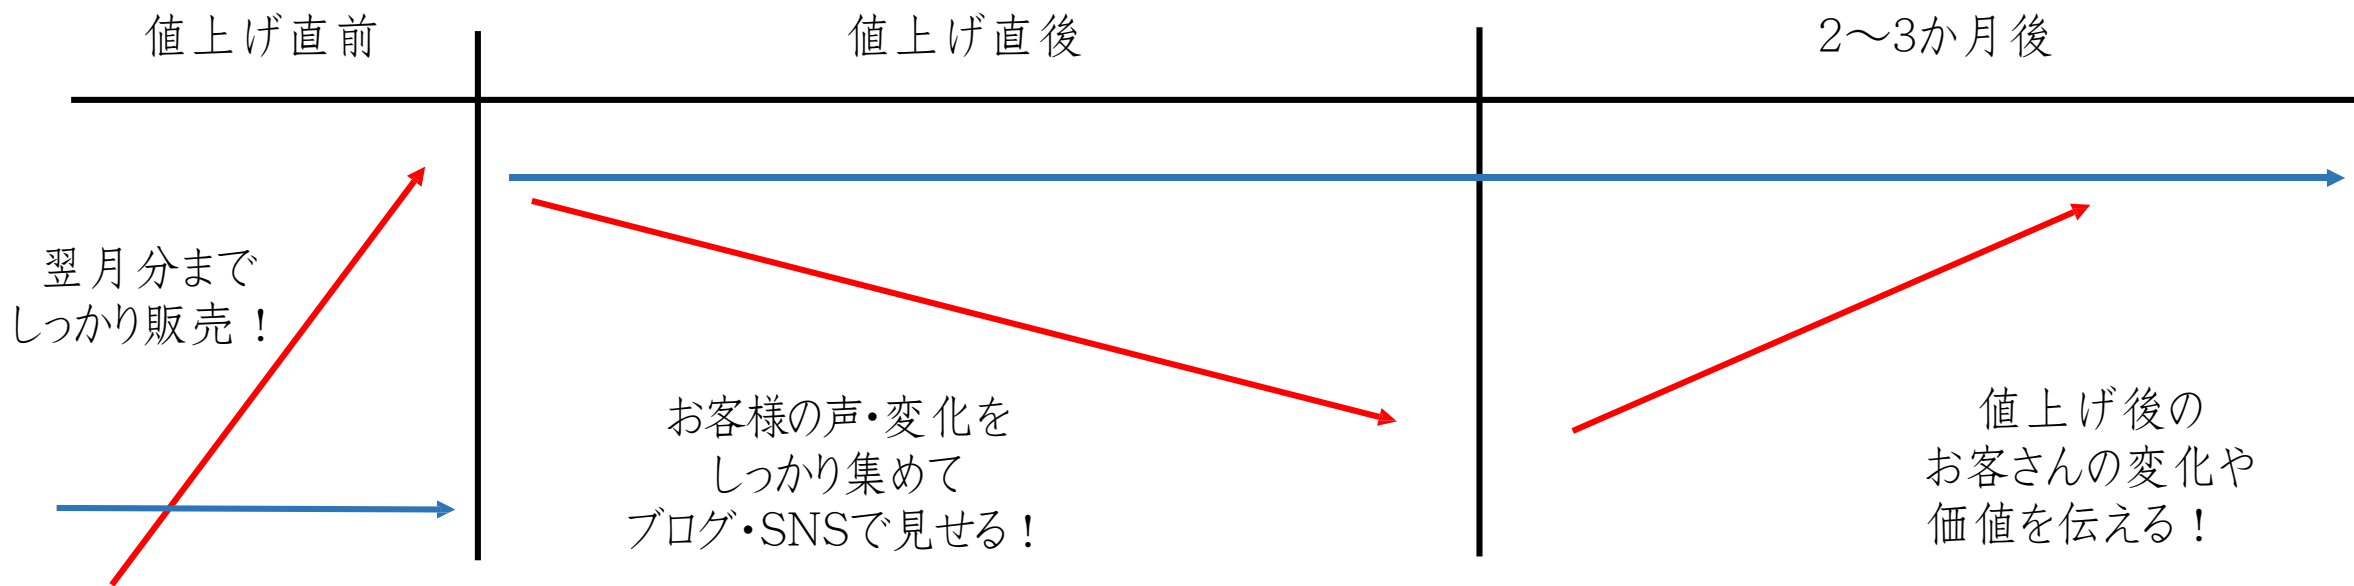 値上げ直前
値上げ直後
2～3か月後
翌月分まで
しっかり販売！
お客様の声・変化を
しっかり集めて
ブログ・SNSで見せる！
値上げ後の
お客さんの変化や
価値を伝える！